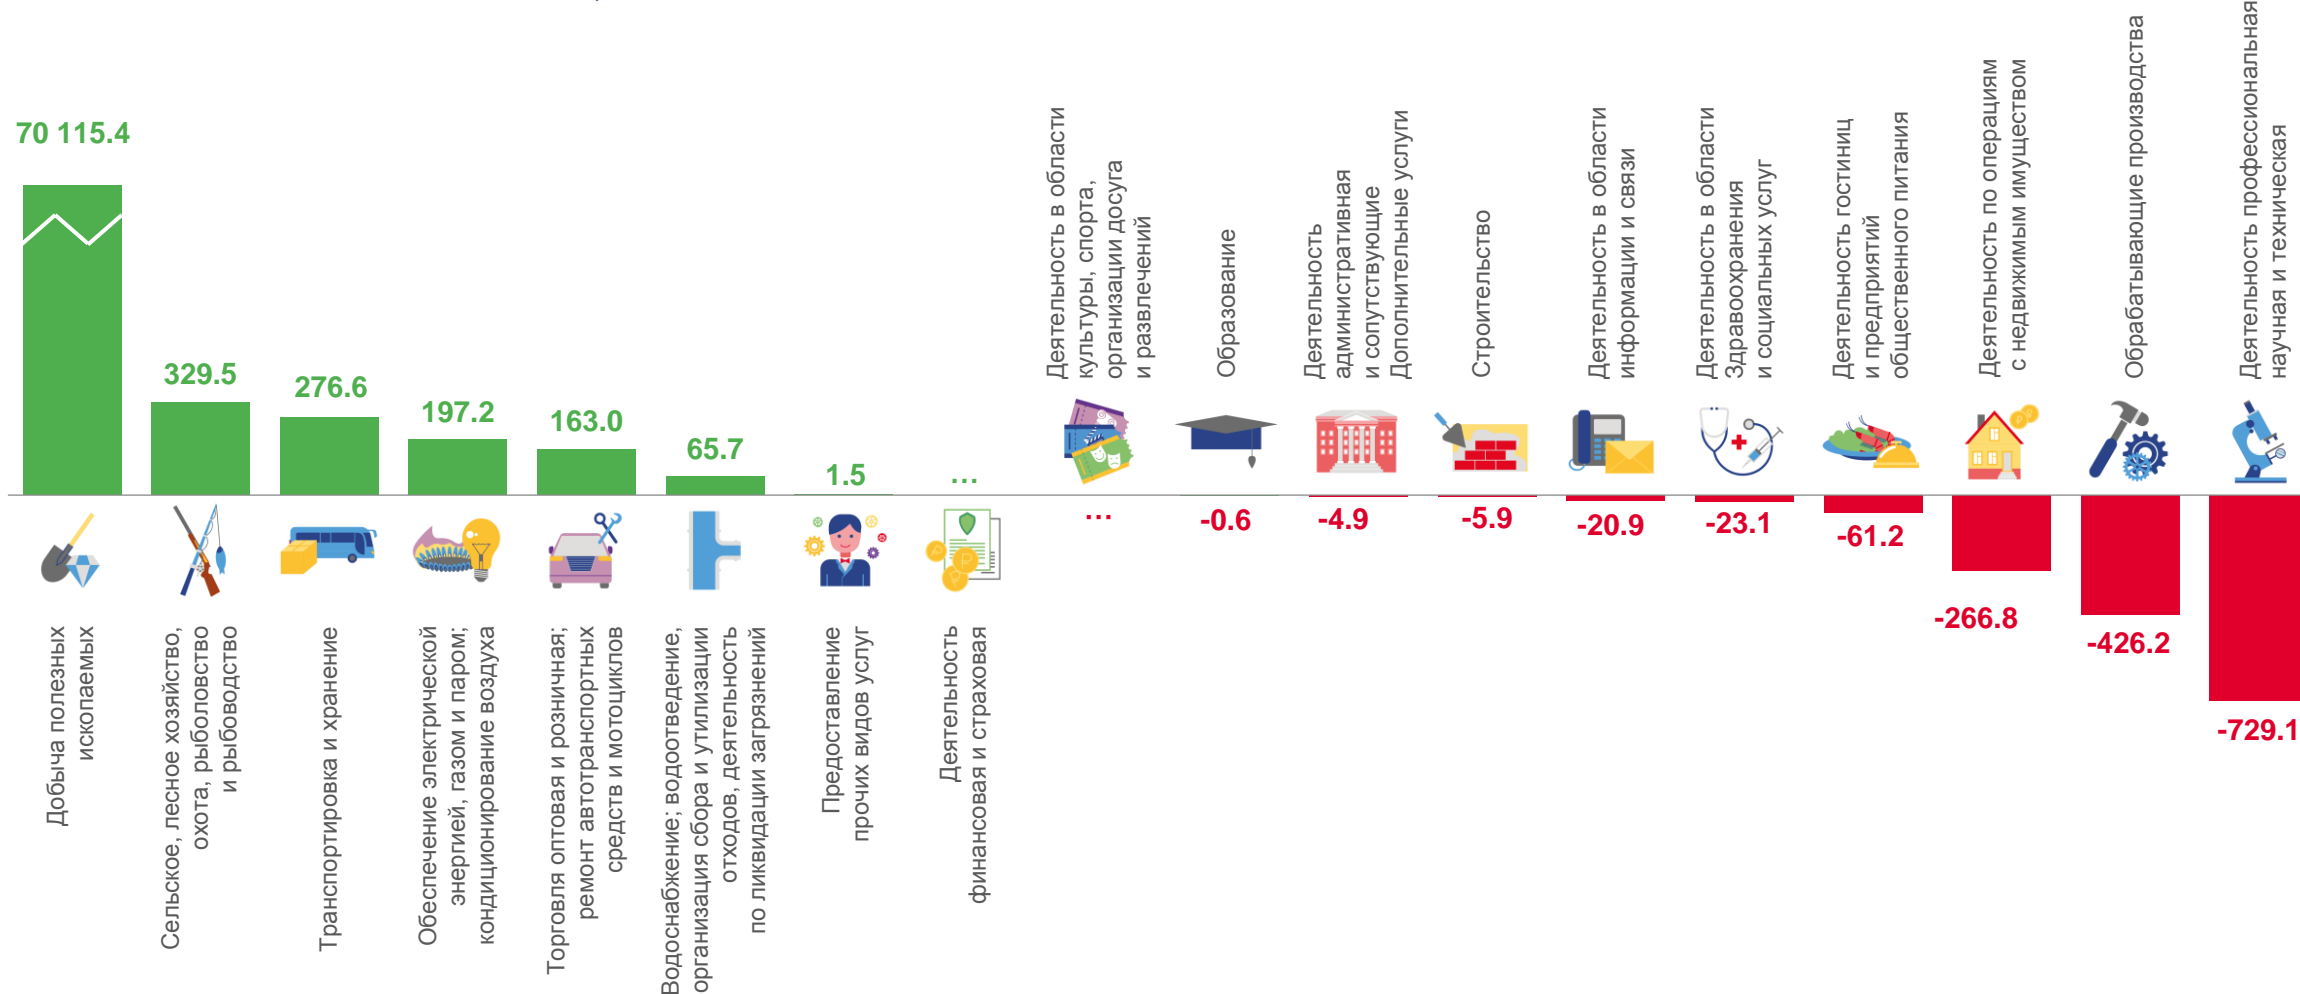 70 115.4
Добыча полезных
ископаемых
329.5
Сельское, лесное хозяйство,
охота, рыболовство
и рыбоводство
276.6
Транспортировка и хранение
197.2
Обеспечение электрической
энергией, газом и паром;
кондиционирование воздуха
163.0
Торговля оптовая и розничная;
ремонт автотранспортных
средств и мотоциклов
65.7
Водоснабжение; водоотведение,
организация сбора и утилизации
отходов, деятельность
по ликвидации загрязнений
1.5
Предоставление
прочих видов услуг
...
Деятельность
финансовая и страховая
Деятельность в области
культуры, спорта,
организации досуга
и развлечений
...
Образование
-0.6
Деятельность
административная
и сопутствующие
Дополнительные услуги
-4.9
Строительство
-5.9
Деятельность в области
информации и связи
-20.9
Деятельность в области
Здравоохранения
и социальных услуг
-23.1
Деятельность гостиниц
и предприятий
общественного питания
-61.2
Деятельность по операциям
с недвижимым имуществом
-266.8
Обрабатывающие производства
-426.2
Деятельность профессиональная
научная и техническая
-729.1